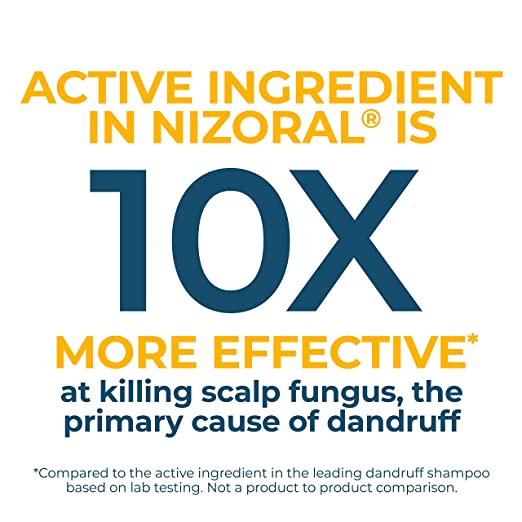 ACTIVE INGREDIENT
IN NIZORAL® IS
10X
MORE EFFECTIVE*
at killing scalp fungus, the
primary cause of dandruff
*Compared to the active ingredient in the leading dandruff shampoo
based on lab testing. Not a product to product comparison.